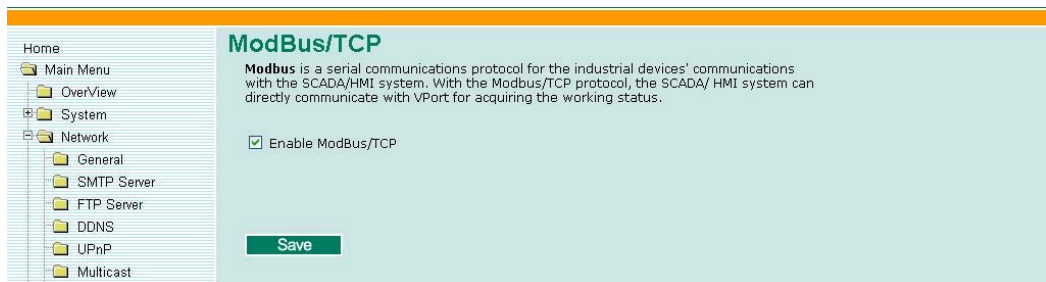 Home
Main Menu
OverView
System
Network
General
SMTP Server
FTP Server
DDNS
UPnP
Multicast
ModBus/TCP
Modbus is a serial communications protocol for the industrial devices' communications
with the SCADA/HMI system. With the Modbus/TCP protocol, the SCADA/ HMI system can
directly communicate with VPort for acquiring the working status.
Enable ModBus/TCP
Save